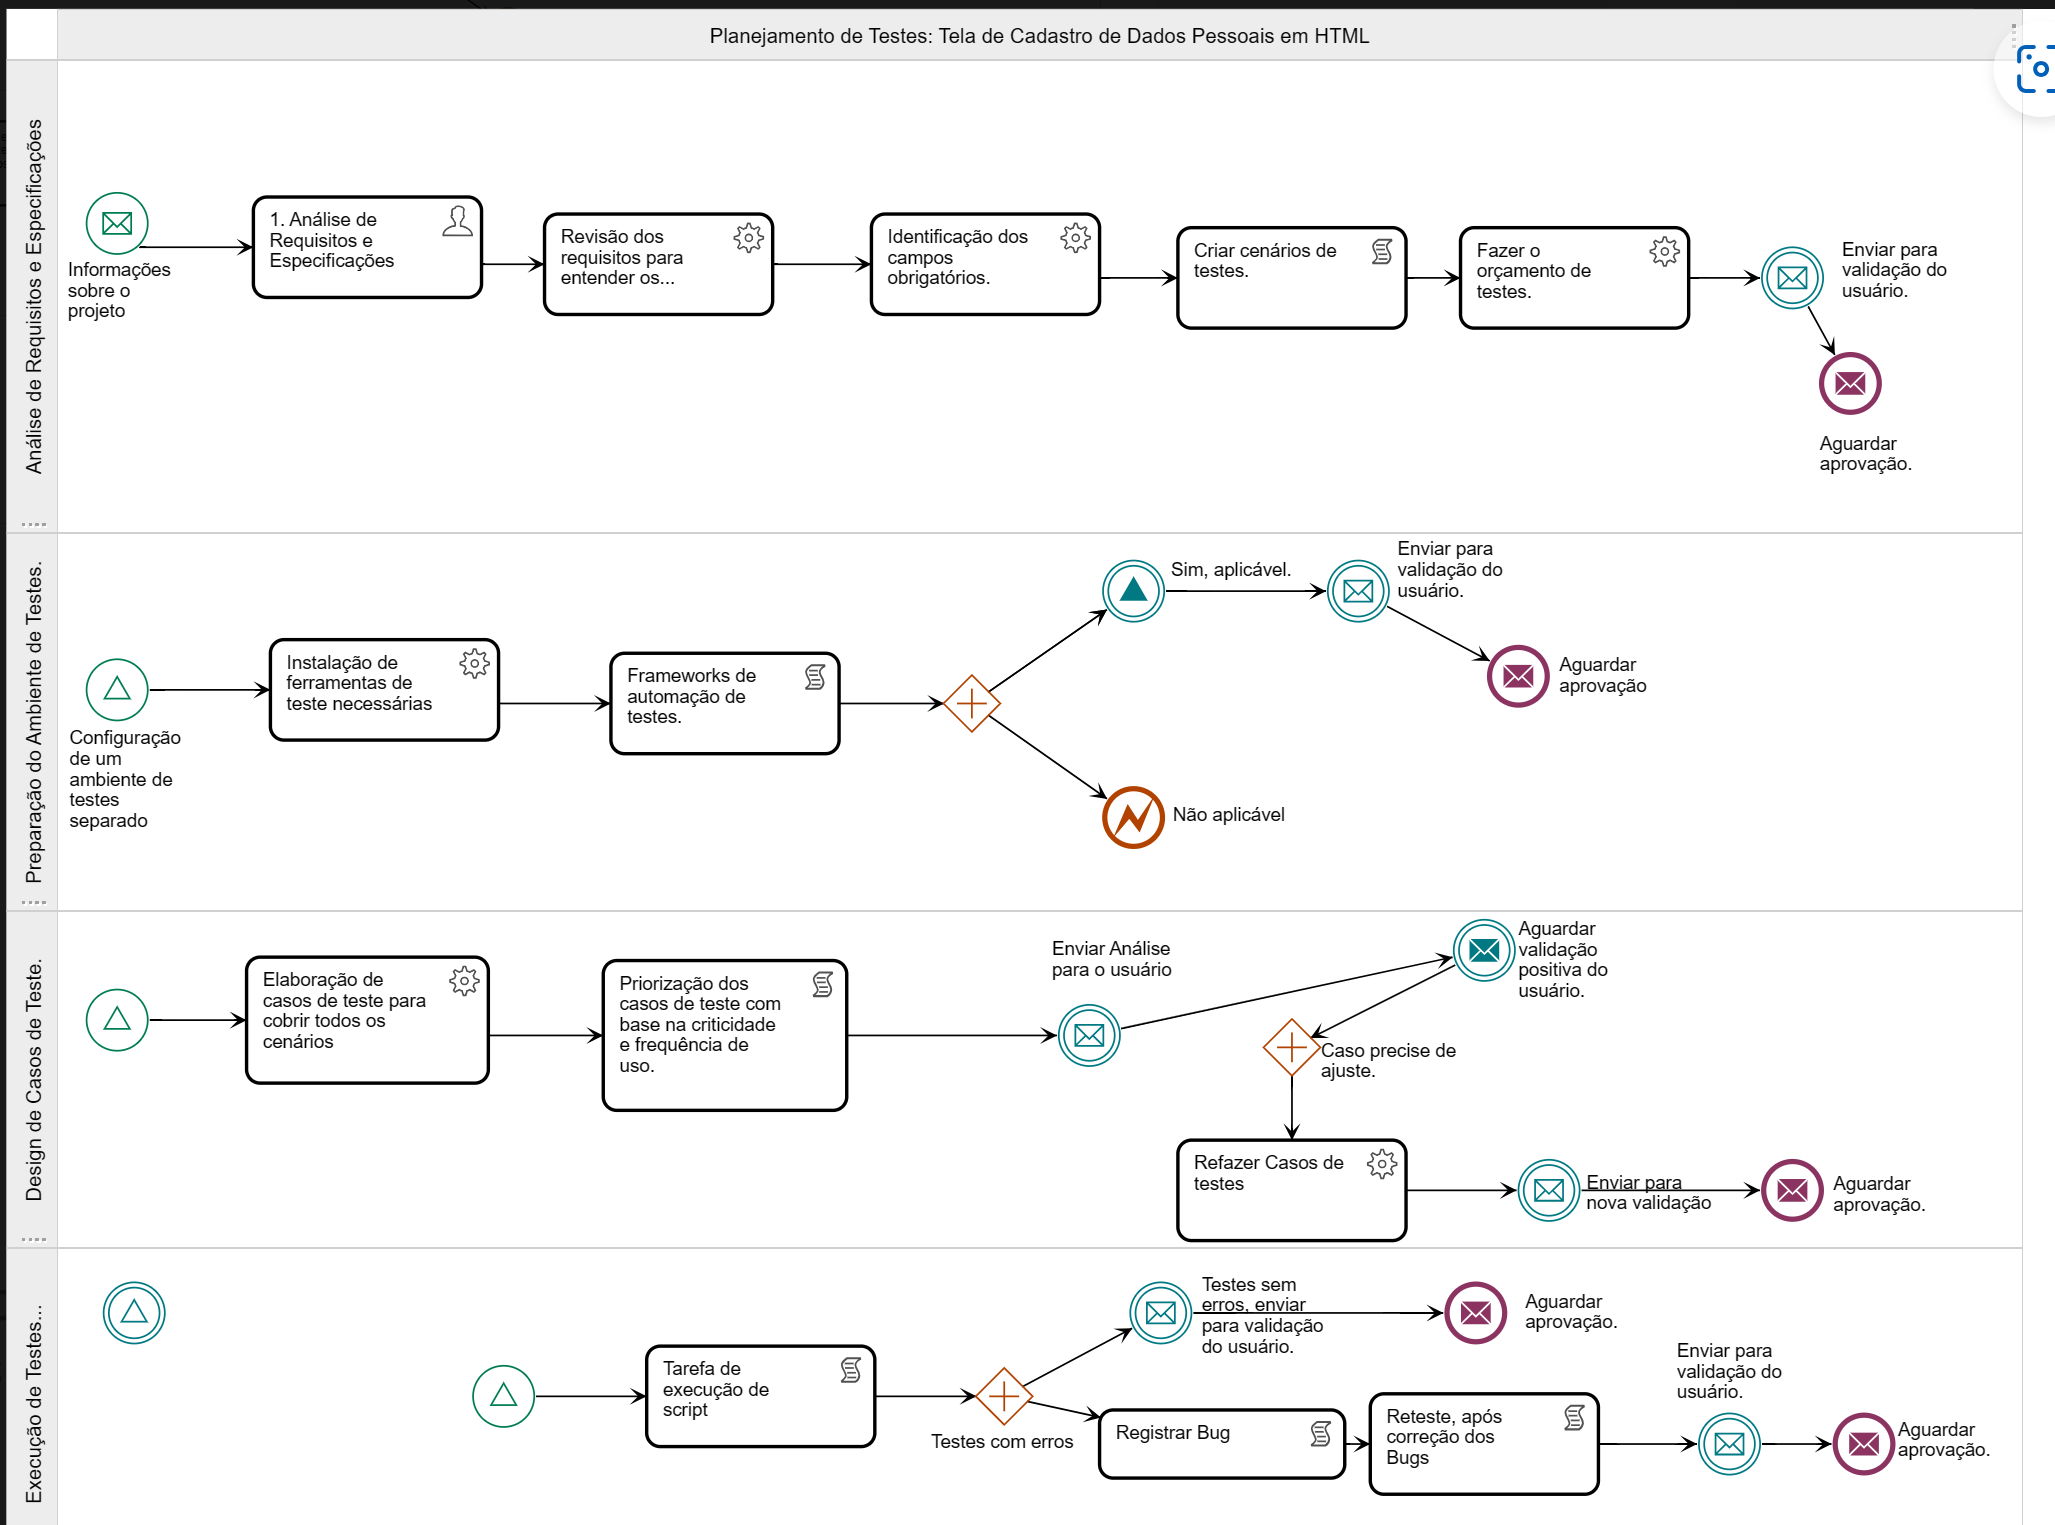 Planejamento de Testes: Tela de Cadastro de Dados Pessoais em HTML
Análise de Requisitos e Especificações
Informações
sobre o
projeto
1. Análise de
Requisitos e
Especificações
Revisão dos
requisitos para
entender os...
Identificação dos
campos
obrigatórios.
Criar cenários de
testes.
Fazer o
orçamento de
testes.
Enviar para
validação do
usuário.
Aguardar
aprovação.
Preparação do Ambiente de Testes.
Configuração
de um
ambiente de
testes
separado
Instalação de
ferramentas de
teste necessárias
Frameworks de
automação de
testes.
Sim, aplicável.
Enviar para
validação do
usuário.
Aguardar
aprovação
Não aplicável
Design de Casos de Teste.
Elaboração de
casos de teste para
cobrir todos os
cenários
Priorização dos
casos de teste com
base na criticidade
e frequência de
uso.
Enviar Análise
para o usuário
Aguardar
validação
positiva do
usuário.
Caso precise de
ajuste.
Refazer Casos de
testes
Enviar para
nova validação
Aguardar
aprovação.
Execução de Testes...
Tarefa de
execução de
script
Testes com erros
Testes sem
erros, enviar
para validação
do usuário.
Aguardar
aprovação.
Registrar Bug
Reteste, após
correção dos
Bugs
Enviar para
validação do
usuário.
Aguardar
aprovação.